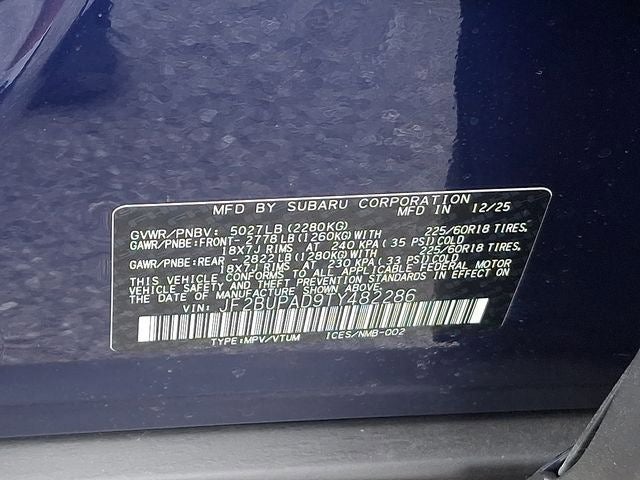 MFD BY SUBARU CORPORATION
MFD IN 12/25
GVWR/PNBV: 5027LB(2280KG)
GAWR/PNBE:FRONT- 2778LB(1260KG)WITH 225/60R18 TIRES,
18X7J RIMS AT 240 KPA(35 PSI)COLD
GAWR/PNBE:REAR - 2822LB(1280KG)WITH 225/60R18 TIRES,
18X7J RIMS AT 230 KPA(33 PSI)COLD
THIS VEHICLE CONFORMS TO ALL APPLICABLE FEDERAL MOTOR
VEHICLE SAFETY AND BUMPER STANDARDS IN EFFECT ON
THE DATE OF MANUFACTURE SHOWN ABOVE.
VIN: JF2BUPAD9TY482286
TYPE:MPV/VTUM ICES/NMB-002